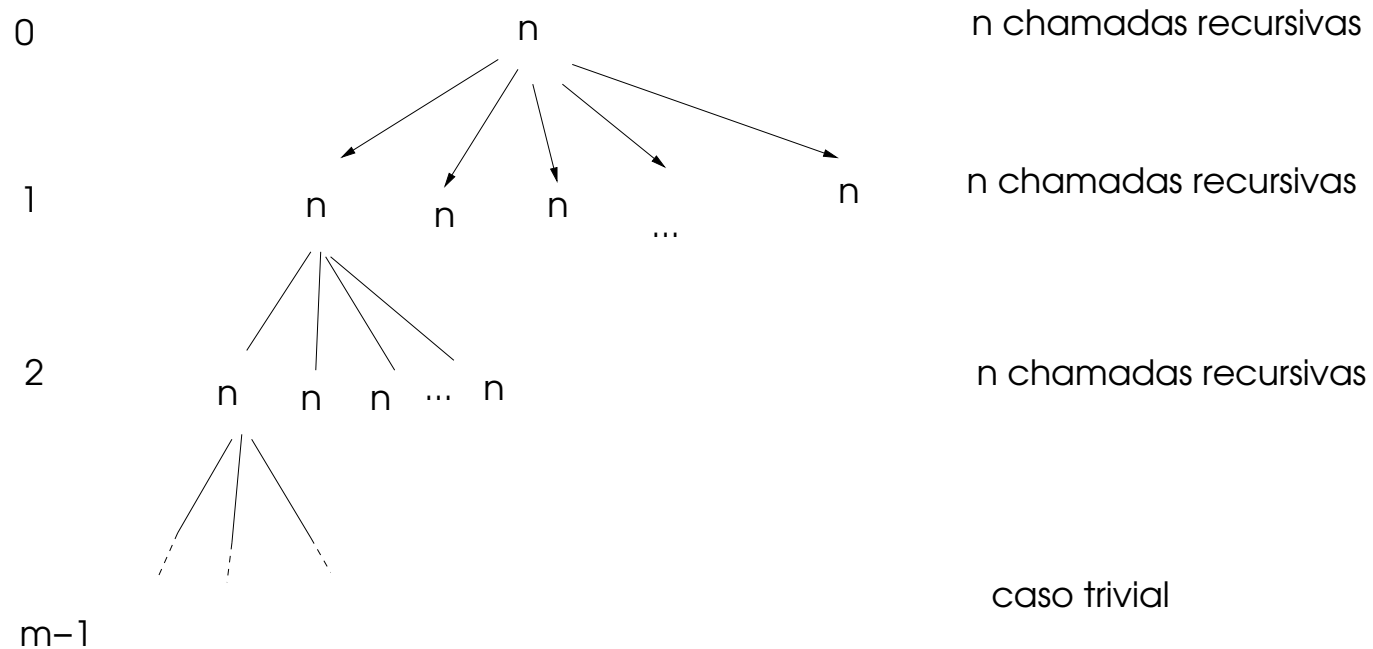 0 n n chamadas recursivas
1 n n n ... n n chamadas recursivas
2 n n n ... n n chamadas recursivas
caso trivial
m−1